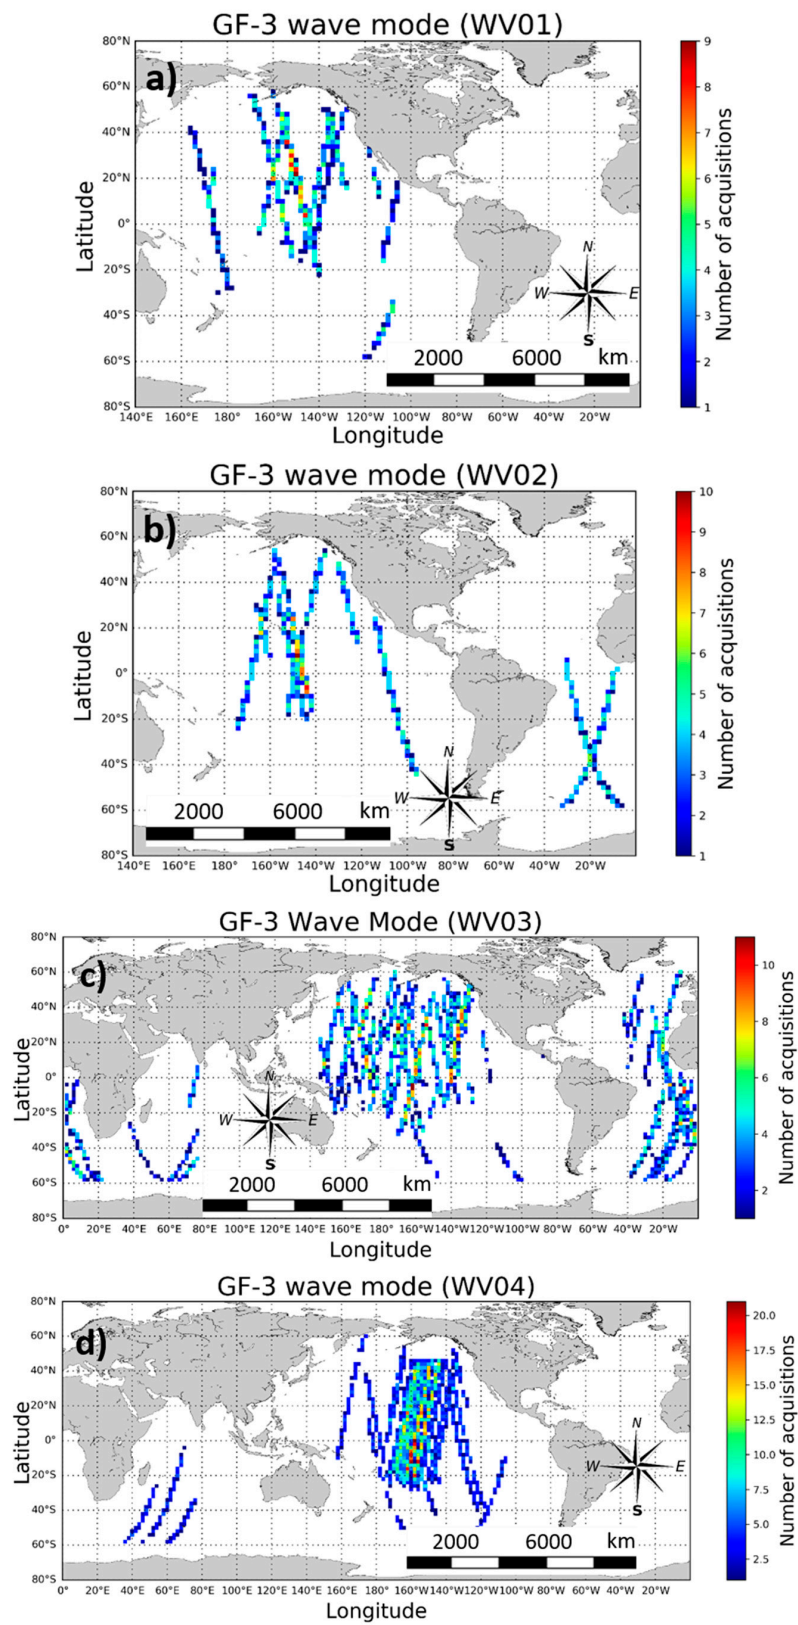 GF-3 wave mode (WV01)
a)
80°N
60°N
40°N
20°N
0°
20°S
40°S
60°S
80°S
Latitude
140°E 160°E 180° 160°W 140°W 120°W 100°W 80°W 60°W 40°W 20°W
Longitude
N
W E
S
2000 6000 km
9
8
7
6
5
4
3
2
1
Number of acquisitions
GF-3 wave mode (WV02)
b)
80°N
60°N
40°N
20°N
0°
20°S
40°S
60°S
80°S
Latitude
140°E 160°E 180° 160°W 140°W 120°W 100°W 80°W 60°W 40°W 20°W
Longitude
N
W E
S
2000 6000 km
10
9
8
7
6
5
4
3
2
1
Number of acquisitions
GF-3 Wave Mode (WV03)
c)
80°N
60°N
40°N
20°N
0°
20°S
40°S
60°S
80°S
Latitude
0° 20°E 40°E 60°E 80°E 100°E 120°E 140°E 160°E 180° 160°W 140°W 120°W 100°W 80°W 60°W 40°W 20°W
Longitude
N
W E
S
2000 6000 km
10
8
6
4
2
Number of acquisitions
GF-3 wave mode (WV04)
d)
80°N
60°N
40°N
20°N
0°
20°S
40°S
60°S
80°S
Latitude
0° 20°E 40°E 60°E 80°E 100°E 120°E 140°E 160°E 180° 160°W 140°W 120°W 100°W 80°W 60°W 40°W 20°W
Longitude
N
W E
S
2000 6000 km
20.0
17.5
15.0
12.5
10.0
7.5
5.0
2.5
Number of acquisitions